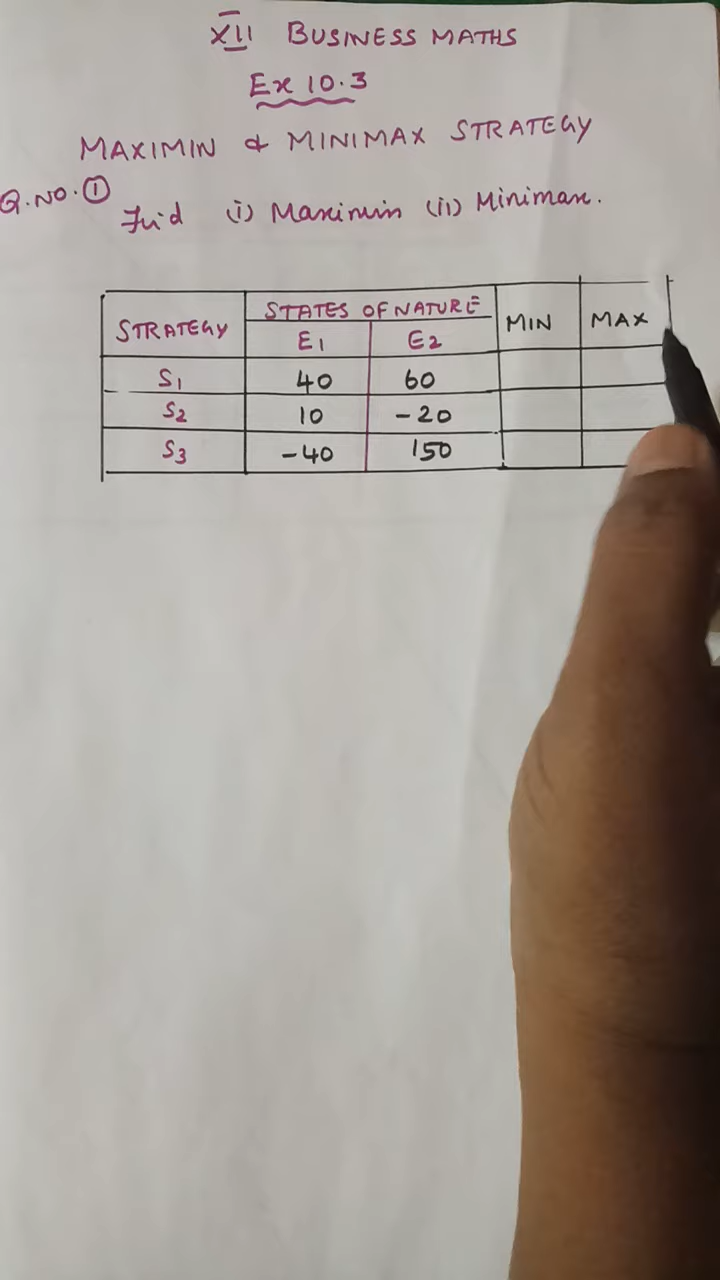 XII BUSINESS MATHS
Ex 10.3
MAXIMIN & MINIMAX STRATEGY
Q.NO.① Find (i) Maximin (ii) Minimax.
STRATEGY STATES OF NATURE MIN MAX
E1 E2
S1 40 60
S2 10 -20
S3 -40 150